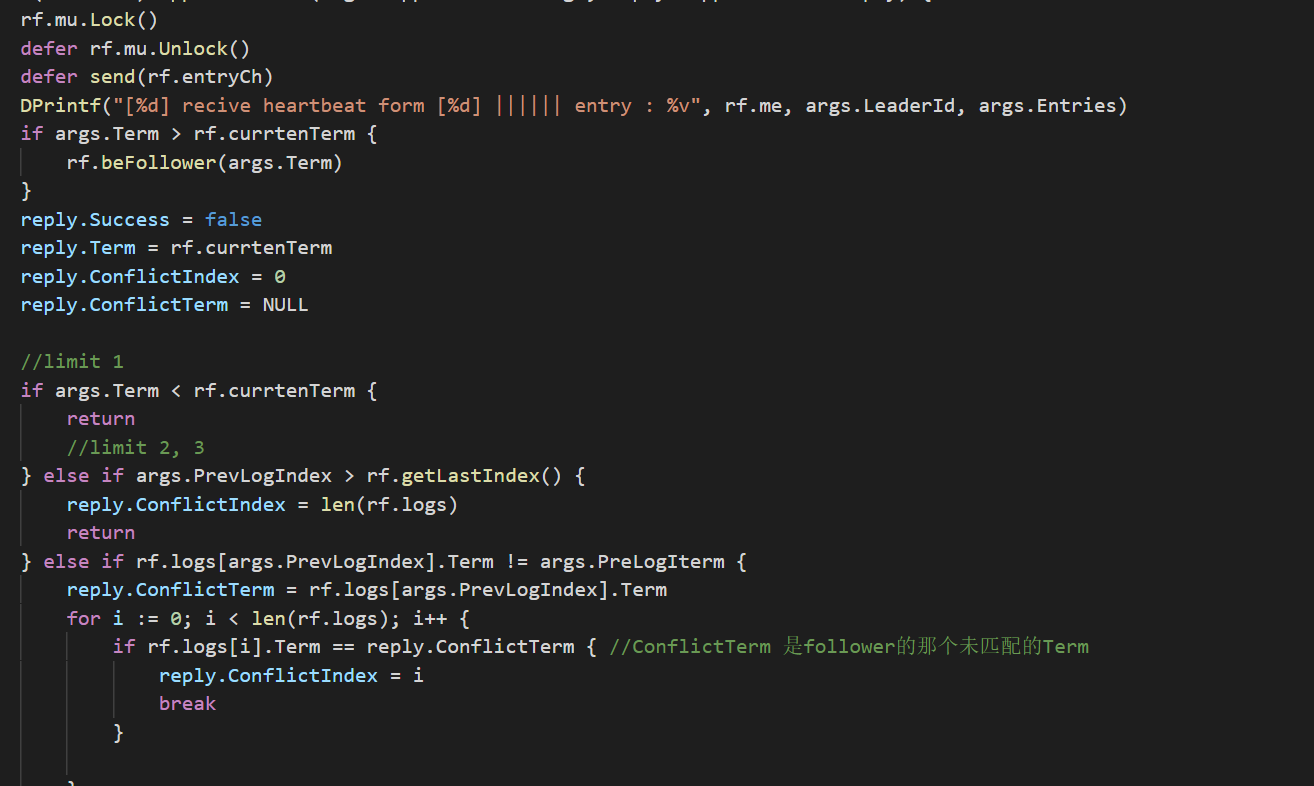 rf.mu.Lock()
defer rf.mu.Unlock()
defer send(rf.entryCh)
DPrintf("[%d] recive heartbeat form [%d] |||||| entry : %v", rf.me, args.LeaderId, args.Entries)
if args.Term > rf.currtenTerm {
    rf.beFollower(args.Term)
}
reply.Success = false
reply.Term = rf.currtenTerm
reply.ConflictIndex = 0
reply.ConflictTerm = NULL

//limit 1
if args.Term < rf.currtenTerm {
    return
    //limit 2, 3
} else if args.PrevLogIndex > rf.getLastIndex() {
    reply.ConflictIndex = len(rf.logs)
    return
} else if rf.logs[args.PrevLogIndex].Term != args.PreLogIterm {
    reply.ConflictTerm = rf.logs[args.PrevLogIndex].Term
    for i := 0; i < len(rf.logs); i++ {
        if rf.logs[i].Term == reply.ConflictTerm { //ConflictTerm 是follower的那个未匹配的Term
            reply.ConflictIndex = i
            break
        }